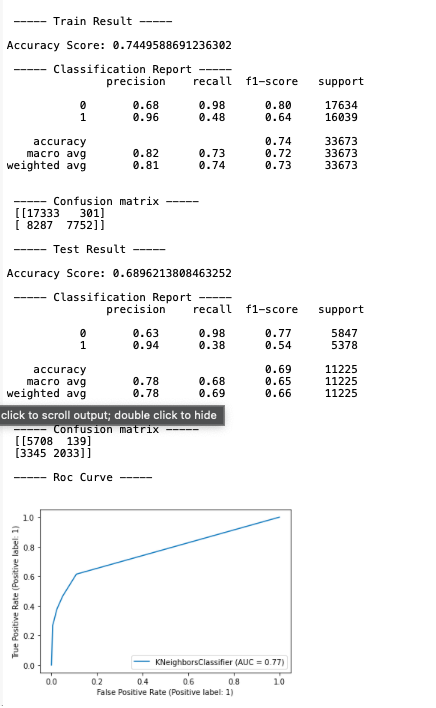 ----- Train Result -----
Accuracy Score: 0.7449588691236302
----- Classification Report -----
precision recall f1-score support
0 0.68 0.98 0.80 17634
1 0.96 0.48 0.64 16039
accuracy 0.74 33673
macro avg 0.82 0.73 0.72 33673
weighted avg 0.81 0.74 0.73 33673
----- Confusion matrix -----
[[17333 301]
[ 8287 7752]]
----- Test Result -----
Accuracy Score: 0.6896213808463252
----- Classification Report -----
precision recall f1-score support
0 0.63 0.98 0.77 5847
1 0.94 0.38 0.54 5378
accuracy 0.69 11225
macro avg 0.78 0.68 0.65 11225
weighted avg 0.78 0.69 0.66 11225
click to scroll output; double click to hide
----- Confusion matrix -----
[[5708 139]
[3345 2033]]
----- Roc Curve -----
True Positive Rate (Positive label: 1)
1.0
0.8
0.6
0.4
0.2
0.0
KNeighborsClassifier (AUC = 0.77)
0.0 0.2 0.4 0.6 0.8 1.0
False Positive Rate (Positive label: 1)